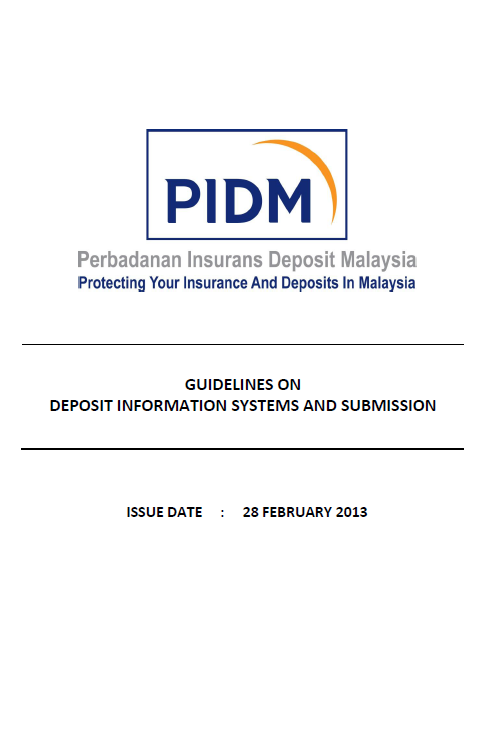 PIDM
Perbadanan Insurans Deposit Malaysia
Protecting Your Insurance And Deposits In Malaysia
GUIDELINES ON
DEPOSIT INFORMATION SYSTEMS AND SUBMISSION
ISSUE DATE : 28 FEBRUARY 2013